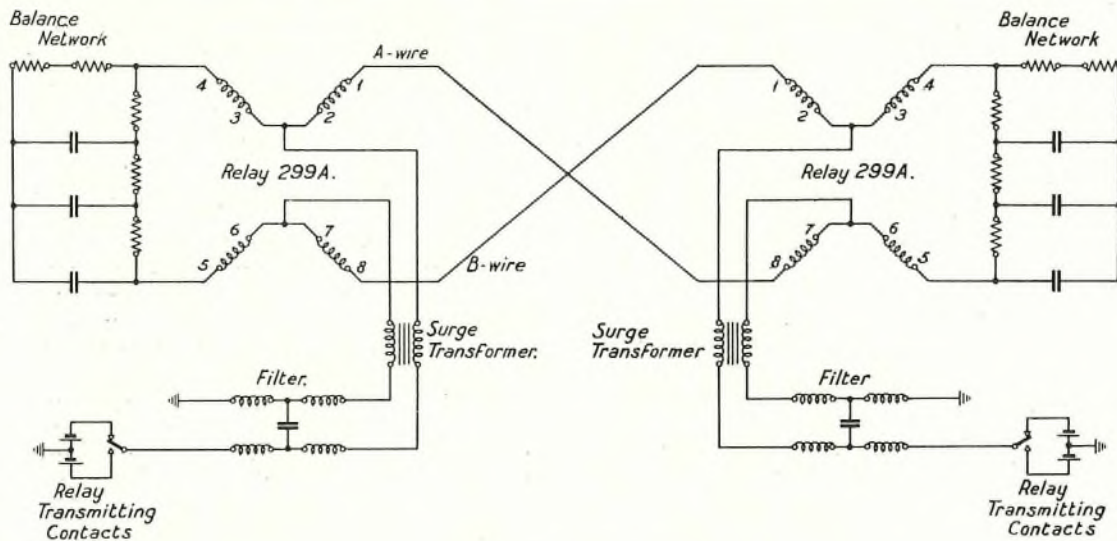 Balance
Network
A-wire
Balance
Network
4
1
3
2
1
4
2
3
Relay 299A.
Relay 299A.
6
7
5
8
B-wire
7
6
8
5
Surge
Transformer.
Surge
Transformer
Filter.
Filter
Relay
Transmitting
Contacts
Relay
Transmitting
Contacts